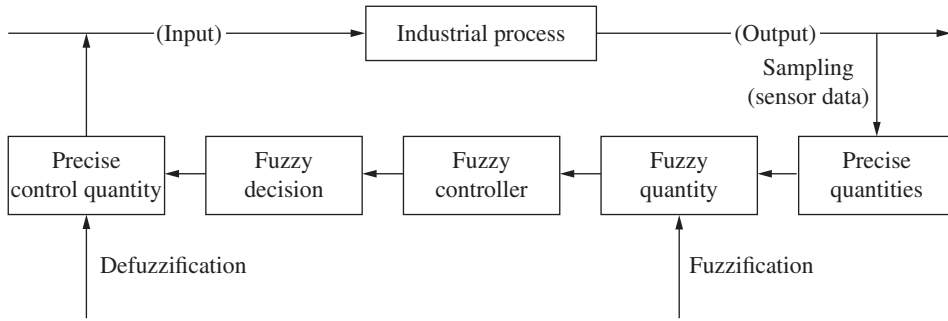 (Input)
Industrial process
(Output)
Sampling
(sensor data)
Precise
control quantity
Fuzzy
decision
Fuzzy
controller
Fuzzy
quantity
Precise
quantities
Defuzzification
Fuzzification